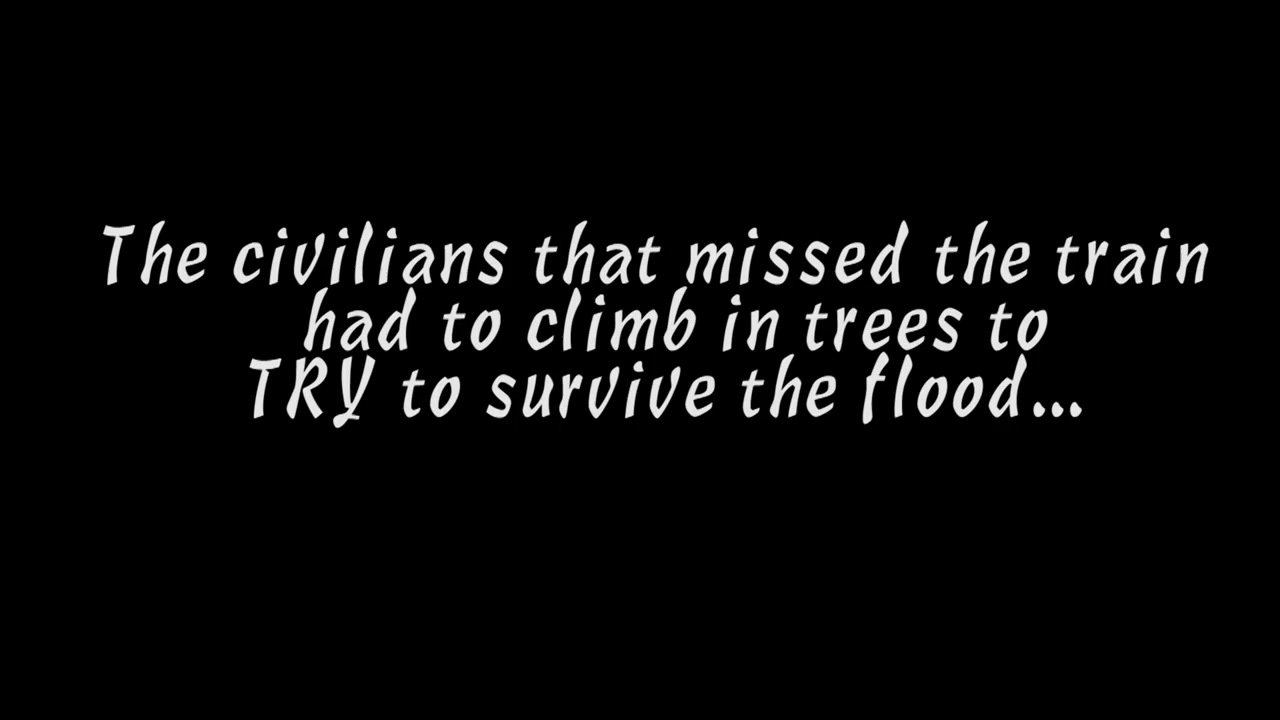 The civilians that missed the train
had to climb in trees to
TRY to survive the flood...